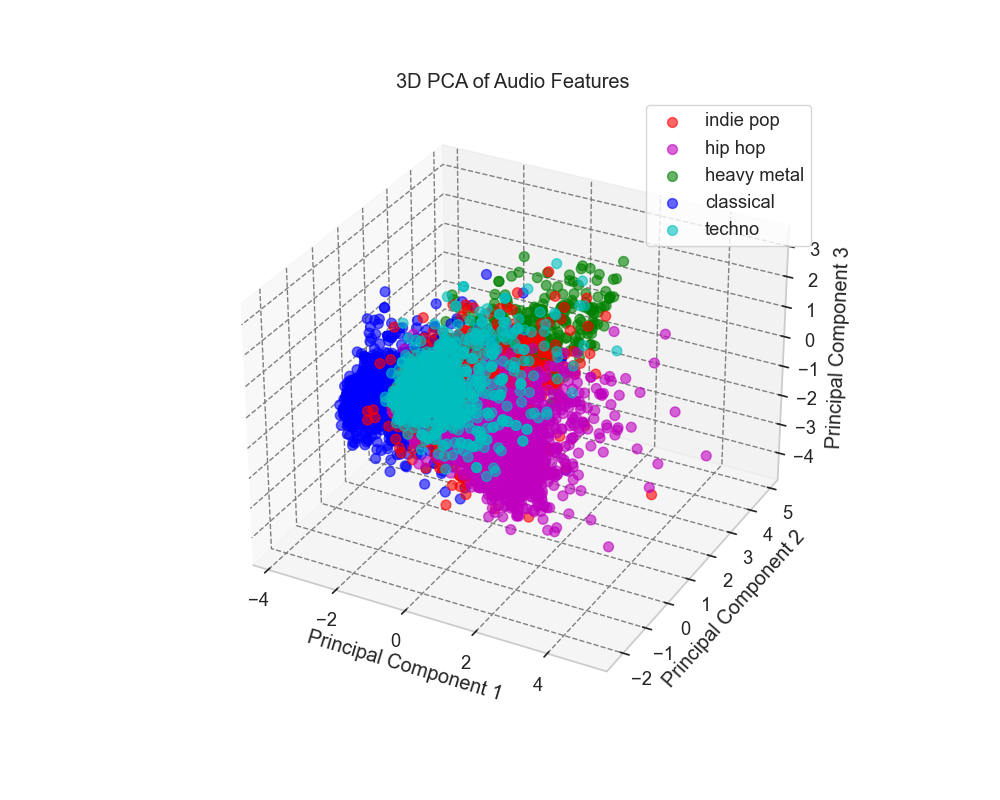 3D PCA of Audio Features
indie pop
hip hop
heavy metal
classical
techno
3
2
1
0
−1
−2
−3
−4
Principal Component 3
5
4
3
2
1
0
−1
−2
Principal Component 2
−4
−2
0
2
4
Principal Component 1